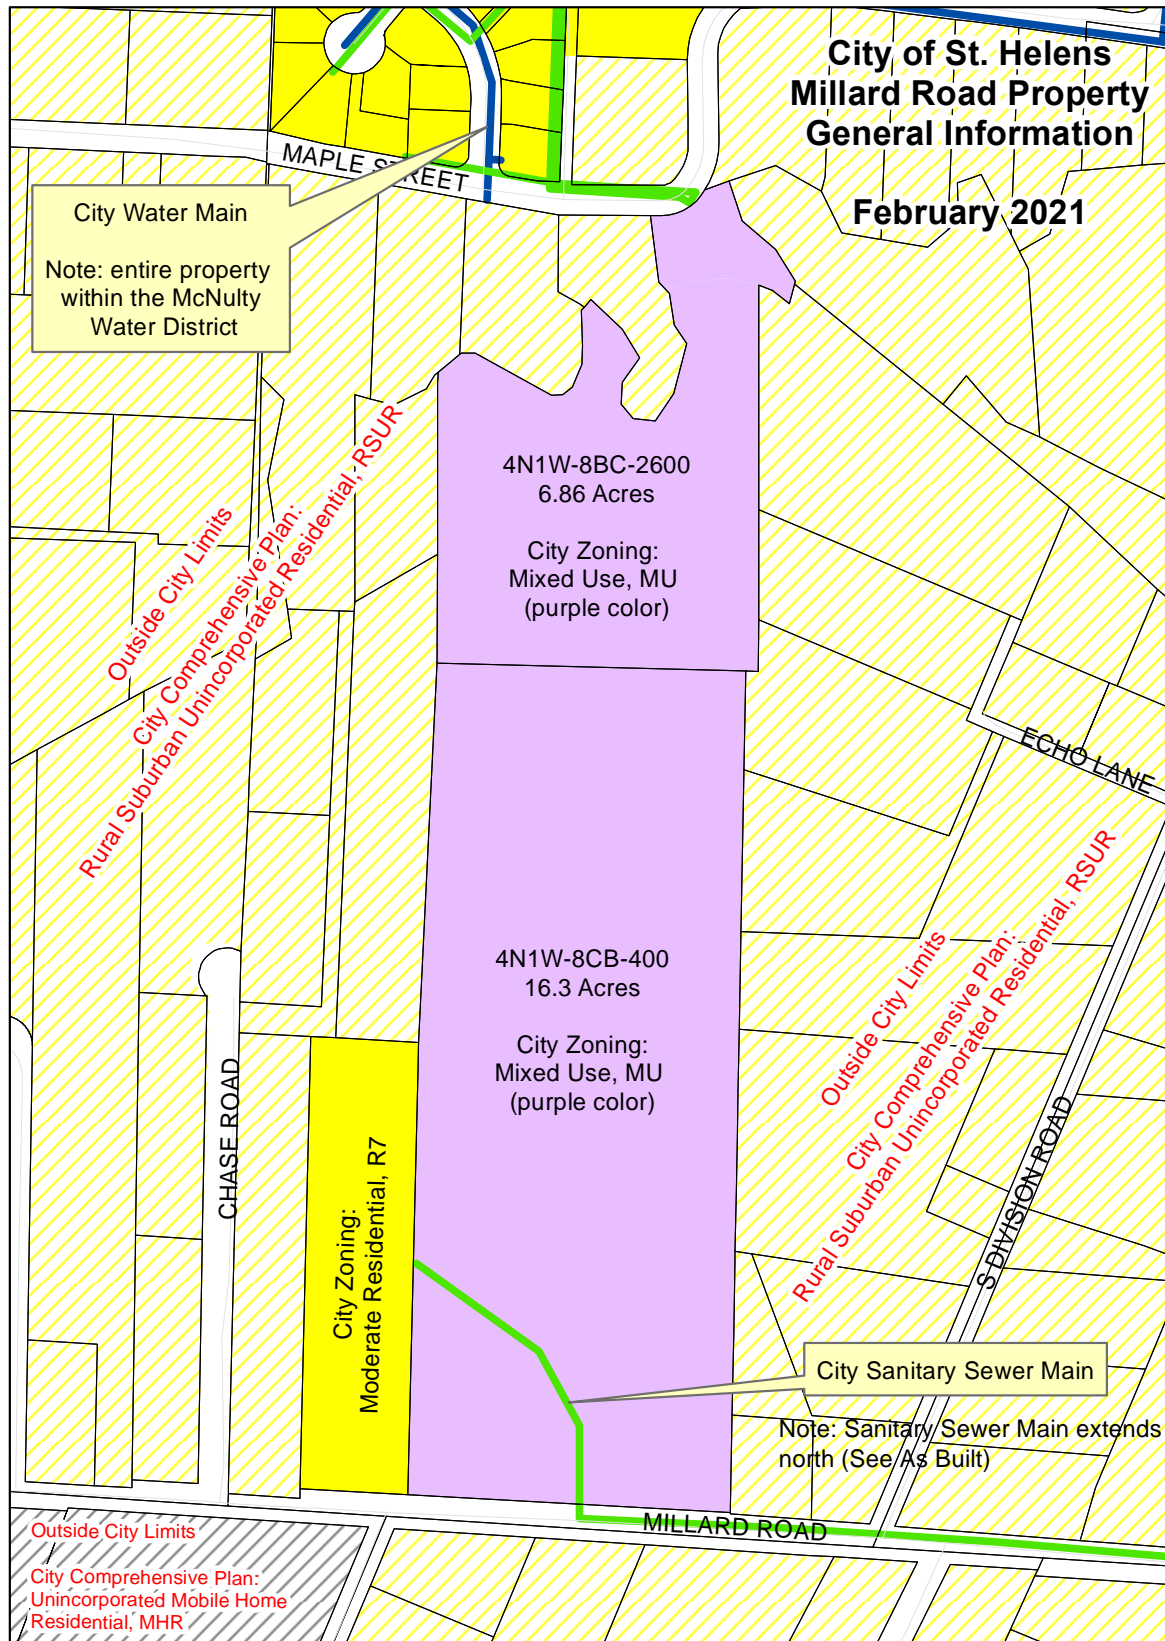 City of St. Helens
Millard Road Property
General Information
February 2021
MAPLE STREET
City Water Main
Note: entire property
within the McNulty
Water District
4N1W-8BC-2600
6.86 Acres
City Zoning:
Mixed Use, MU
(purple color)
Outside City Limits
City Comprehensive Plan:
Rural Suburban Unincorporated Residential, RSUR
ECHO LANE
4N1W-8CB-400
16.3 Acres
City Zoning:
Mixed Use, MU
(purple color)
Outside City Limits
City Comprehensive Plan:
Rural Suburban Unincorporated Residential, RSUR
CHASE ROAD
City Zoning:
Moderate Residential, R7
S DIVISION ROAD
City Sanitary Sewer Main
Note: Sanitary Sewer Main extends
north (See As Built)
MILLARD ROAD
Outside City Limits
City Comprehensive Plan:
Unincorporated Mobile Home
Residential, MHR